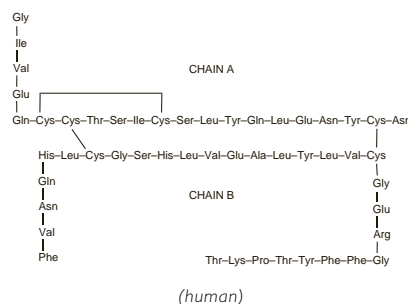 Gly
Ile
Val
CHAIN A
Glu
Gln–Cys–Cys–Thr–Ser–Ile–Cys–Ser–Leu–Tyr–Gln–Leu–Glu–Asn–Tyr–Cys–Asn
His–Leu–Cys–Gly–Ser–His–Leu–Val–Glu–Ala–Leu–Tyr–Leu–Val–Cys
Gln
Gly
CHAIN B
Asn
Glu
Val
Arg
Phe
Thr–Lys–Pro–Thr–Tyr–Phe–Phe–Gly
(human)